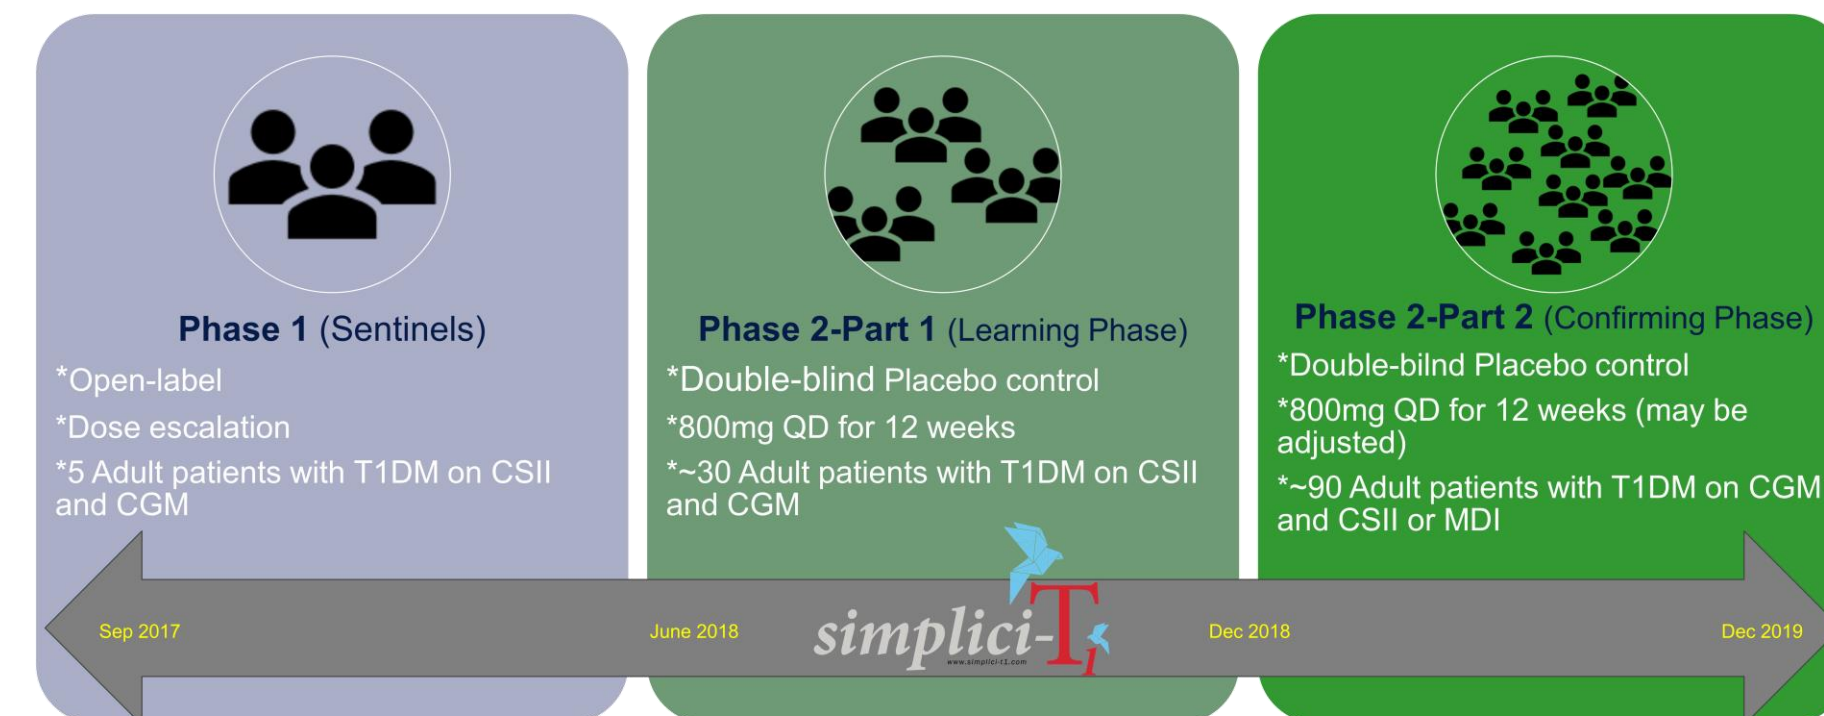 Phase 1 (Sentinels)
*Open-label
*Dose escalation
*5 Adult patients with T1DM on CSII
and CGM
Phase 2-Part 1 (Learning Phase)
*Double-blind Placebo control
*800mg QD for 12 weeks
*~30 Adult patients with T1DM on CSII
and CGM
Phase 2-Part 2 (Confirming Phase)
*Double-bilnd Placebo control
*800mg QD for 12 weeks (may be
adjusted)
*~90 Adult patients with T1DM on CGM
and CSII or MDI
Sep 2017
June 2018
simplici-T1
www.simplici-t1.com
Dec 2018
Dec 2019